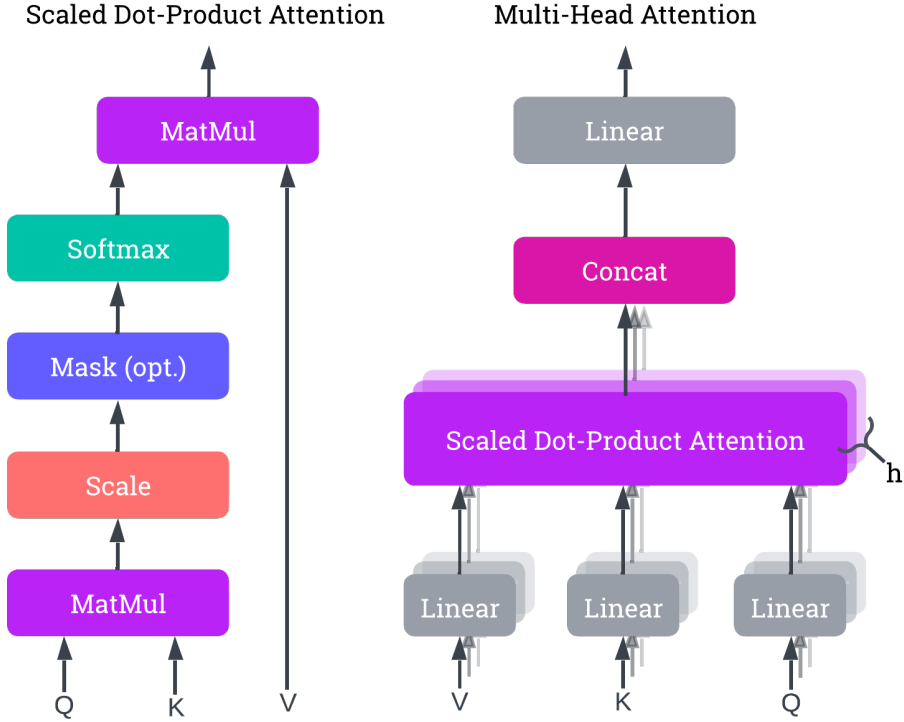 Scaled Dot-Product Attention
MatMul
Softmax
Mask (opt.)
Scale
MatMul
Q
K
V
Multi-Head Attention
Linear
Concat
Scaled Dot-Product Attention
h
Linear
Linear
Linear
V
K
Q